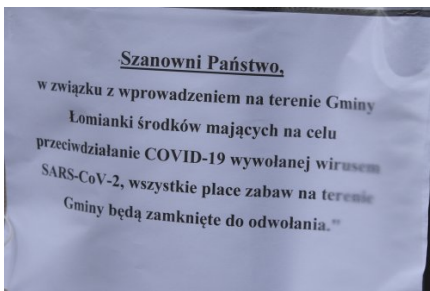 Szanowni Państwo,
w związku z wprowadzeniem na terenie Gminy
Łomianki środków mających na celu
przeciwdziałanie COVID-19 wywołanej wirusem
SARS-CoV-2, wszystkie place zabaw na terenie
Gminy będą zamknięte do odwołania."